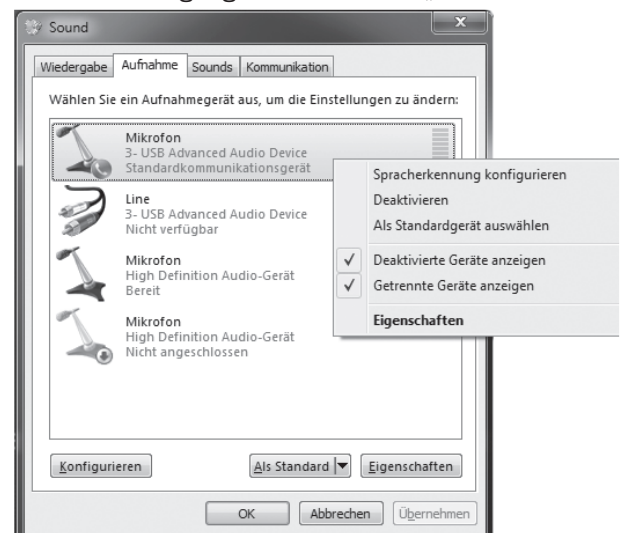 Sound
Wiedergabe Aufnahme Sounds Kommunikation
Wählen Sie ein Aufnahmegerät aus, um die Einstellungen zu ändern:
Mikrofon
3- USB Advanced Audio Device
Standardkommunikationsgerät
Line
3- USB Advanced Audio Device
Nicht verfügbar
Mikrofon
High Definition Audio-Gerät
Bereit
Mikrofon
High Definition Audio-Gerät
Nicht angeschlossen
Spracherkennung konfigurieren
Deaktivieren
Als Standardgerät auswählen
Deaktivierte Geräte anzeigen
Getrennte Geräte anzeigen
Eigenschaften
Konfigurieren Als Standard Eigenschaften
OK Abbrechen Übernehmen